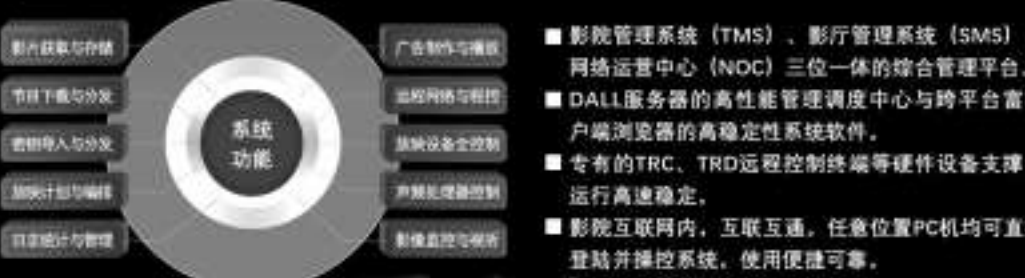 影片获取与存储
节目下载与分发
密钥导入与分发
放映计划与编排
日志统计与管理
系统
功能
广告制作与播放
远程网络与程控
放映设备全控制
声频处理器控制
影像监控与视听
■ 影院管理系统（TMS）、影厅管理系统（SMS）
网络运营中心（NOC）三位一体的综合管理平台.
■ DALL服务器的高性能管理调度中心与跨平台富
户端浏览器的高稳定性系统软件。
■ 专有的TRC、TRD远程控制终端等硬件设备支撑
运行高速稳定。
■ 影院互联网内，互联互通，任意位置PC机均可直
登陆并操控系统，使用便捷可靠。